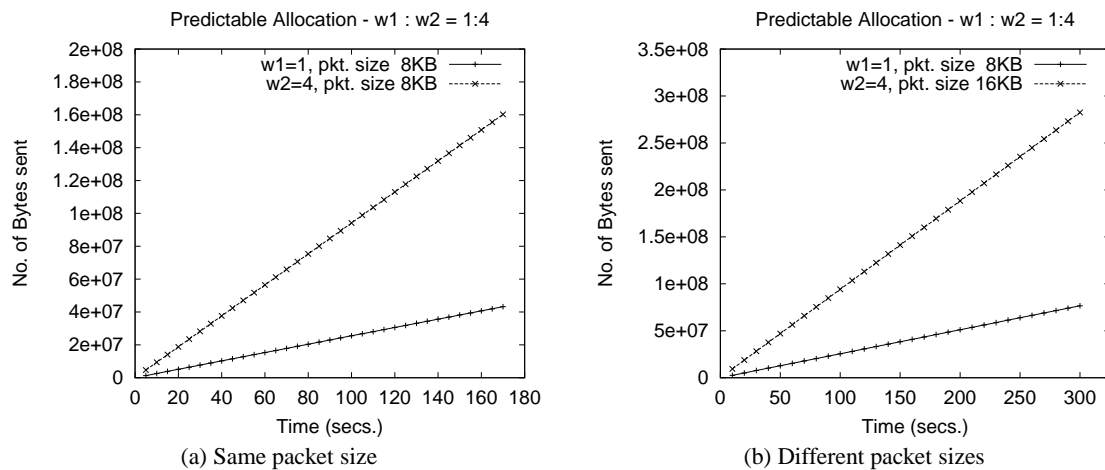 Predictable Allocation - w1 : w2 = 1:4
2e+08
1.8e+08
1.6e+08
1.4e+08
1.2e+08
1e+08
8e+07
6e+07
4e+07
2e+07
0
No. of Bytes sent
w1=1, pkt. size 8KB
w2=4, pkt. size 8KB
0 20 40 60 80 100 120 140 160 180
Time (secs.)
(a) Same packet size
Predictable Allocation - w1 : w2 = 1:4
3.5e+08
3e+08
2.5e+08
2e+08
1.5e+08
1e+08
5e+07
0
No. of Bytes sent
w1=1, pkt. size 8KB
w2=4, pkt. size 16KB
0 50 100 150 200 250 300
Time (secs.)
(b) Different packet sizes